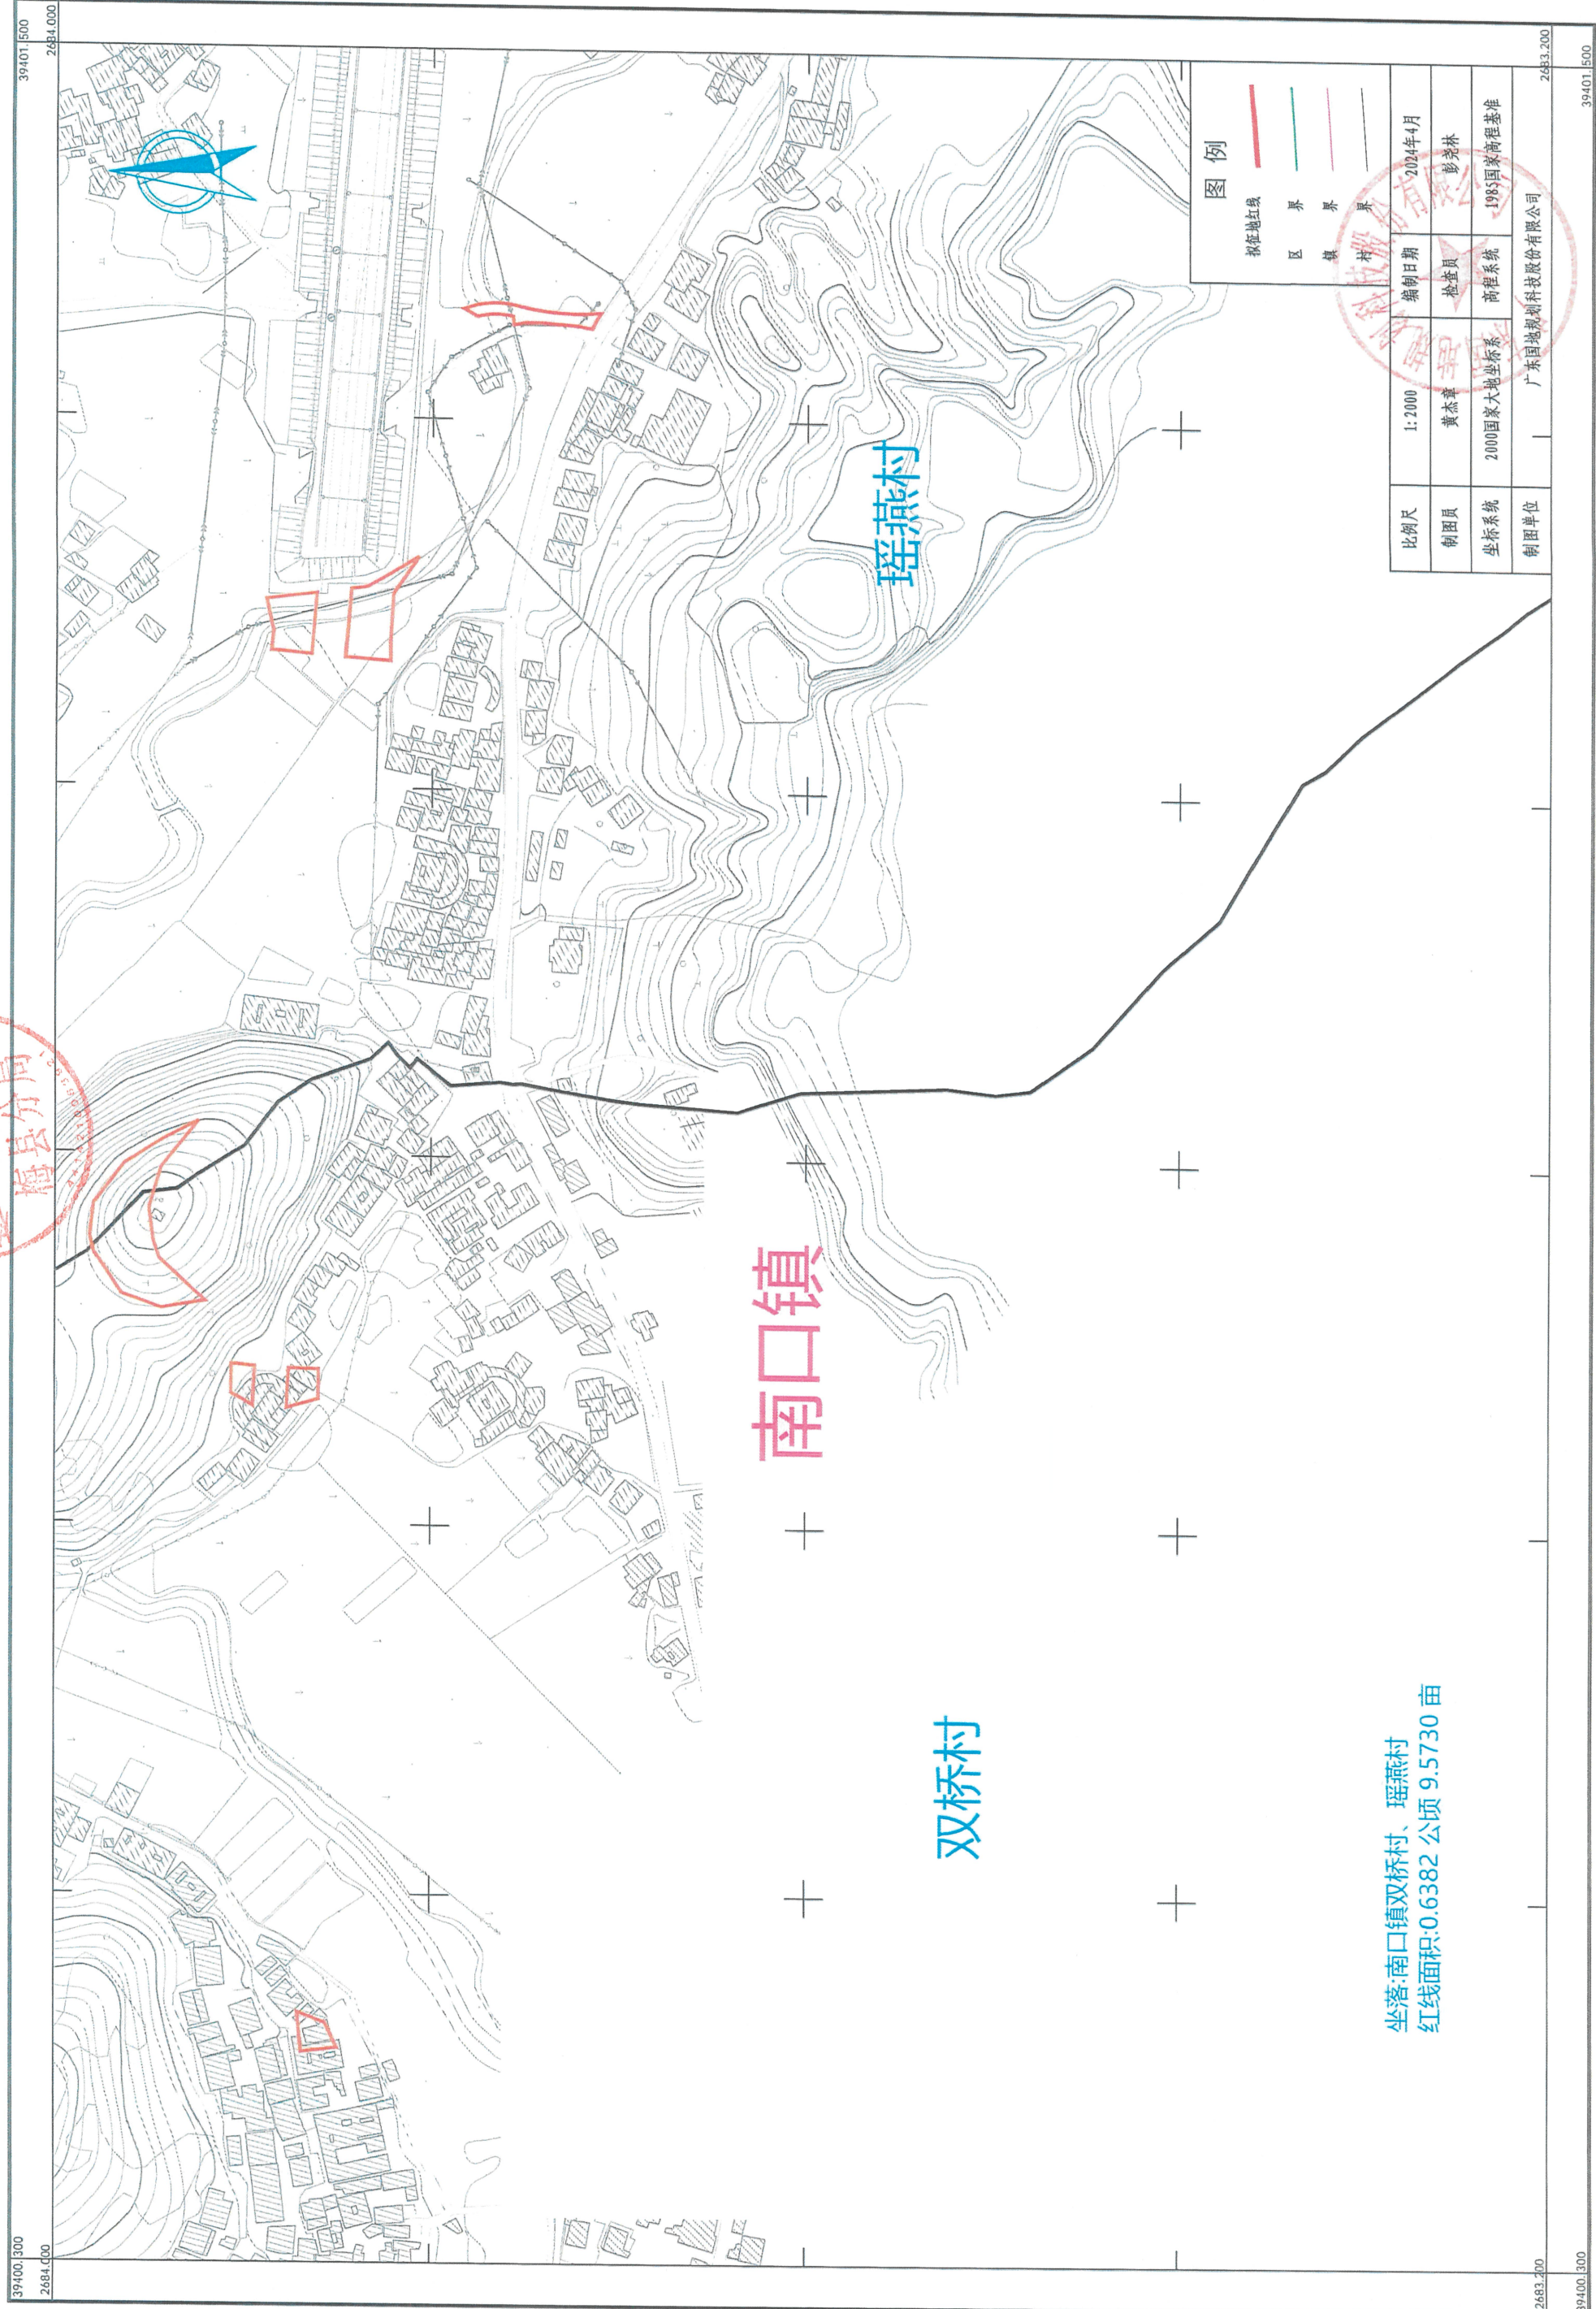 39400.300
2684.000
39401.500
2684.000
瑶燕村
南口镇
双桥村
坐落:南口镇双桥村、瑶燕村
红线面积:0.6382 公顷 9.5730 亩
图 例
拟征地红线
区 界
镇 界
村 界
比例尺 1:2000 编制日期 2024年4月
制图员 黄杰章 检查员 彭尧林
坐标系统 2000国家大地坐标系 高程系统 1985国家高程基准
制图单位 广东国地规划科技股份有限公司
2683.200
39400.300
2683.200
39401.500
梅县分局